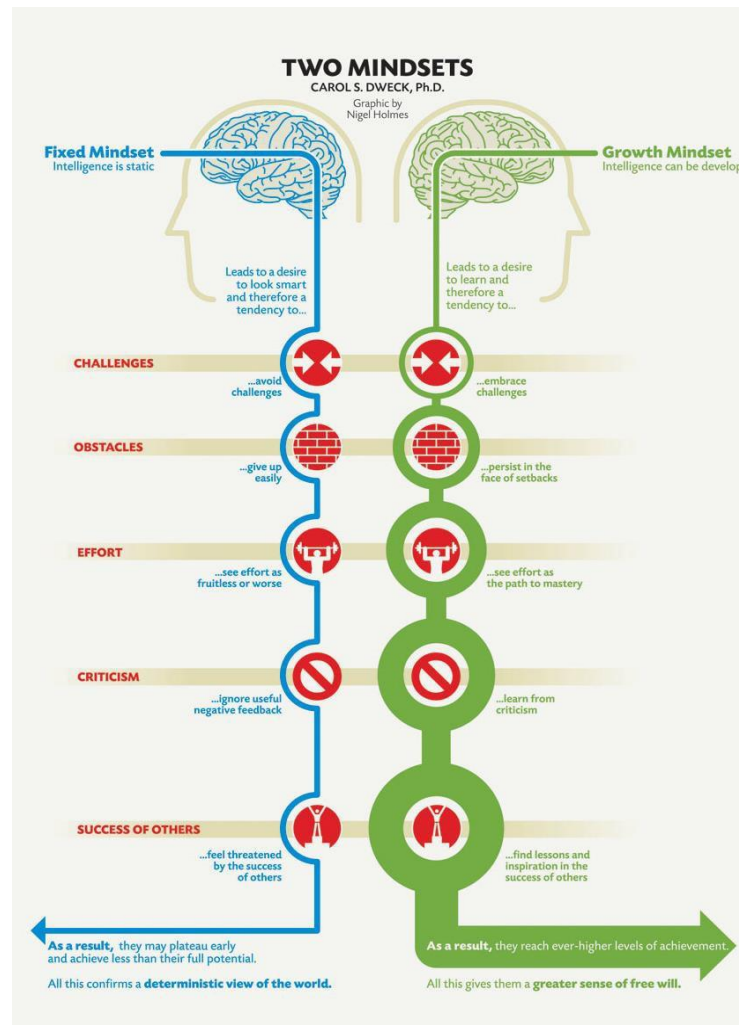 TWO MINDSETS
CAROL S. DWECK, Ph.D.
Graphic by
Nigel Holmes
Fixed Mindset
Intelligence is static
Growth Mindset
Intelligence can be develop
Leads to a desire
to look smart
and therefore a
tendency to...
Leads to a desire
to learn and
therefore a
tendency to...
CHALLENGES
...avoid
challenges
...embrace
challenges
OBSTACLES
...give up
easily
...persist in the
face of setbacks
EFFORT
...see effort as
fruitless or worse
...see effort as
the path to mastery
CRITICISM
...ignore useful
negative feedback
...learn from
criticism
SUCCESS OF OTHERS
...feel threatened
by the success
of others
...find lessons and
inspiration in the
success of others
As a result, they may plateau early
and achieve less than their full potential.
All this confirms a deterministic view of the world.
As a result, they reach ever-higher levels of achievement.
All this gives them a greater sense of free will.